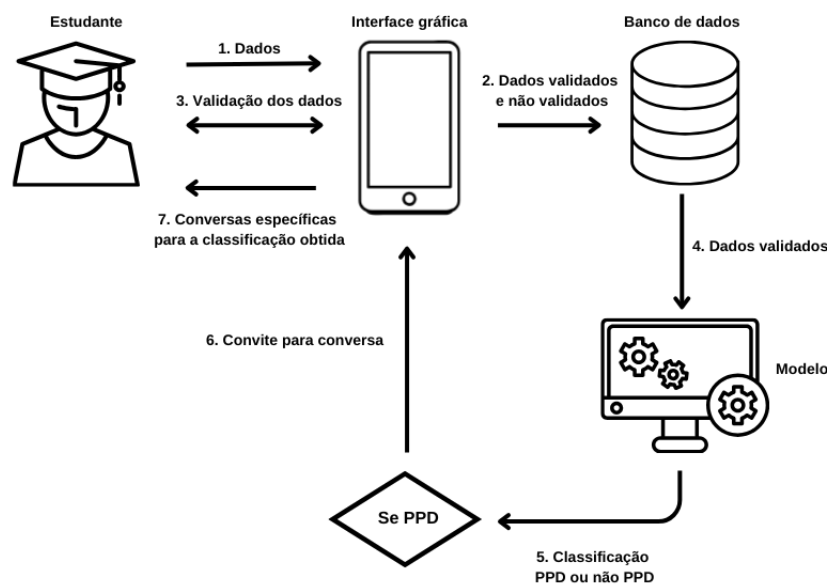 Estudante
Interface gráfica
Banco de dados
1. Dados
2. Dados validados
e não validados
3. Validação dos dados
7. Conversas específicas
para a classificação obtida
4. Dados validados
6. Convite para conversa
Modelo
Se PPD
5. Classificação
PPD ou não PPD